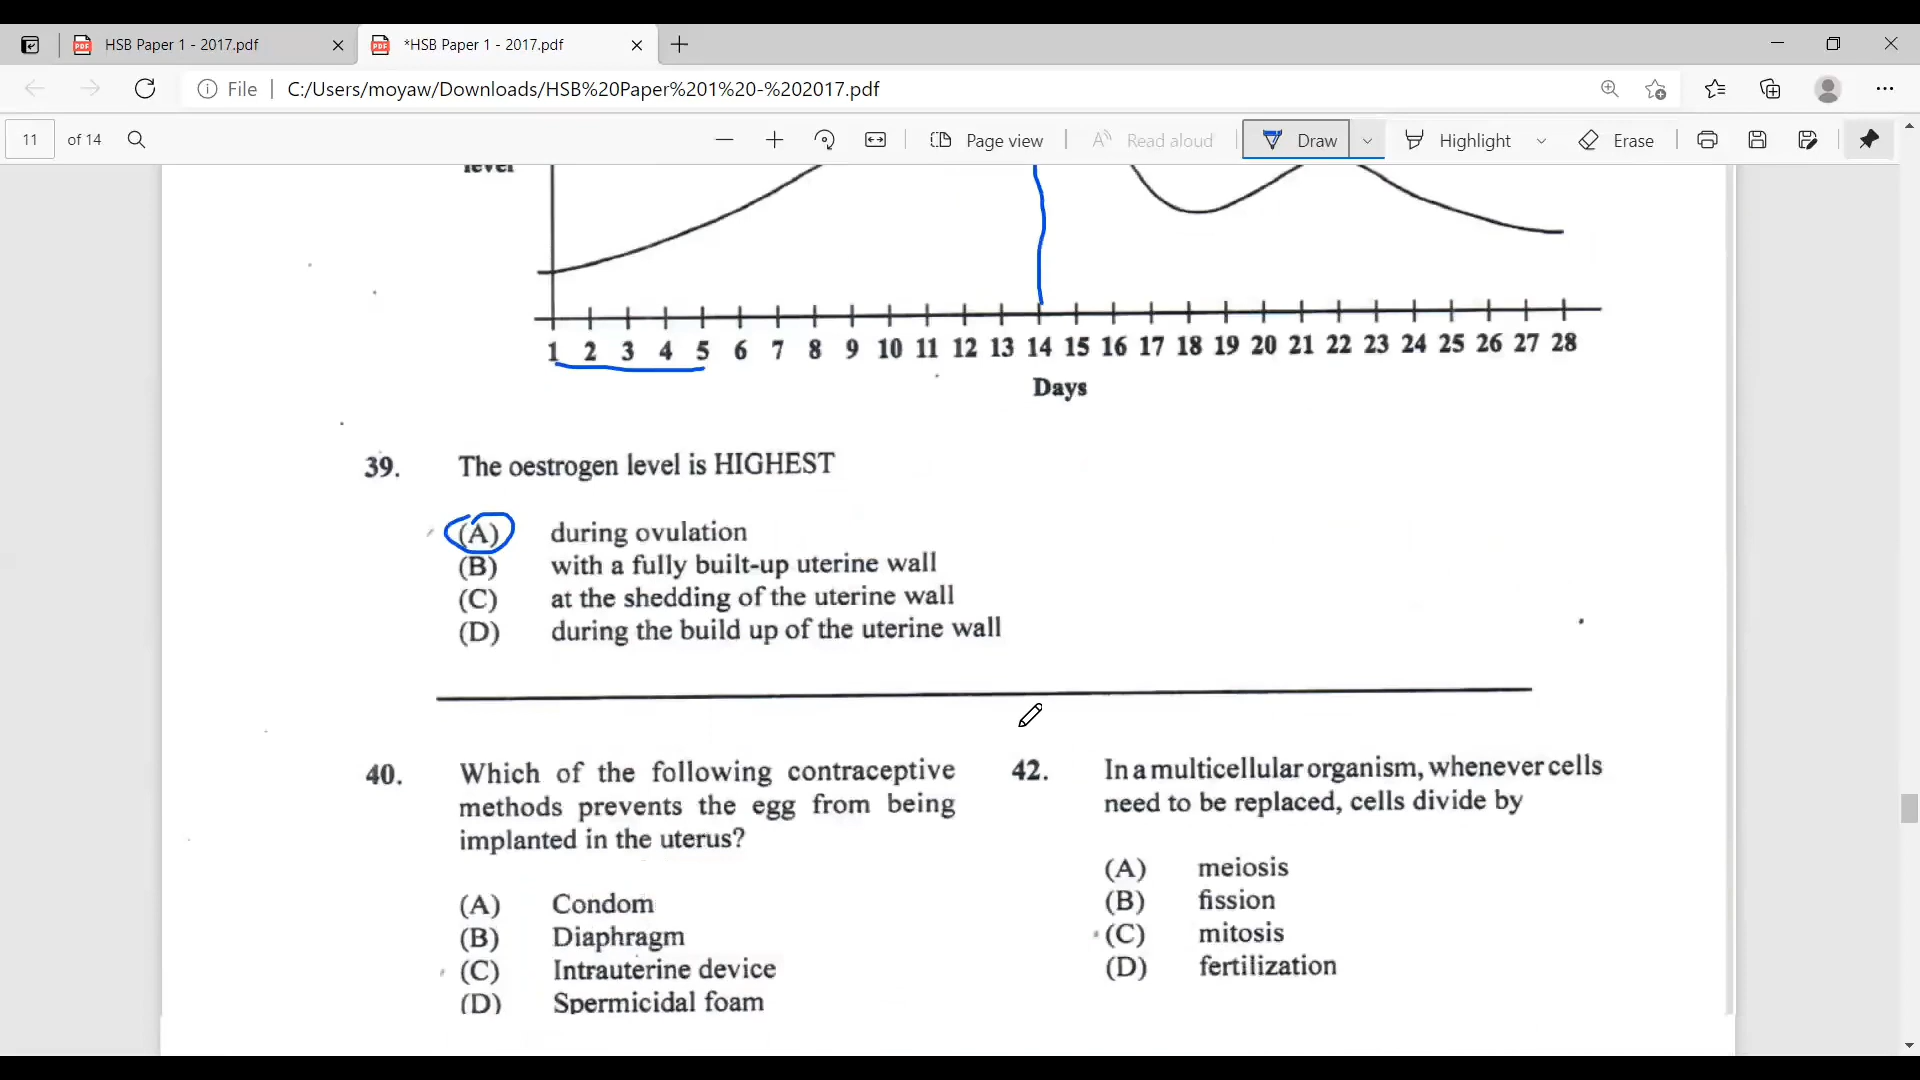 HSB Paper 1 - 2017.pdf
*HSB Paper 1 - 2017.pdf
File
C:/Users/moyaw/Downloads/HSB%20Paper%201%20-%202017.pdf
11 of 14
Page view
Read aloud
Draw
Highlight
Erase
level
1 2 3 4 5 6 7 8 9 10 11 12 13 14 15 16 17 18 19 20 21 22 23 24 25 26 27 28
Days
39. The oestrogen level is HIGHEST
(A) during ovulation
(B) with a fully built-up uterine wall
(C) at the shedding of the uterine wall
(D) during the build up of the uterine wall
40. Which of the following contraceptive
methods prevents the egg from being
implanted in the uterus?
(A) Condom
(B) Diaphragm
(C) Intrauterine device
(D) Spermicidal foam
42. In a multicellular organism, whenever cells
need to be replaced, cells divide by
(A) meiosis
(B) fission
(C) mitosis
(D) fertilization